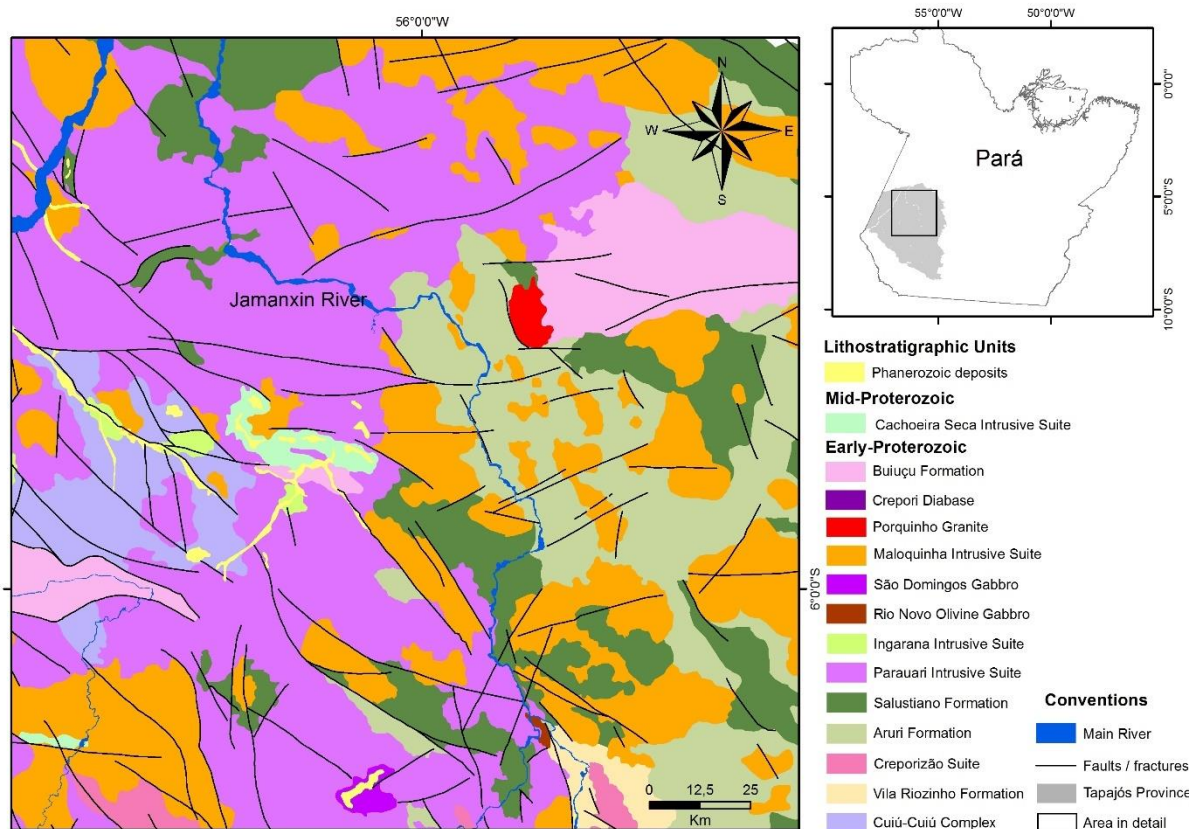 56°0'0"W
N
W
E
S
Jamanxin River
6°0'0"S
0 12,5 25
Km
55°0'0"W 50°0'0"W
0°0'0"
5°0'0"S
10°0'0"S
Pará
Lithostratigraphic Units
Phanerozoic deposits
Mid-Proterozoic
Cachoeira Seca Intrusive Suite
Early-Proterozoic
Buiuçu Formation
Crepori Diabase
Porquinho Granite
Maloquinha Intrusive Suite
São Domingos Gabbro
Rio Novo Olivine Gabbro
Ingarana Intrusive Suite
Parauari Intrusive Suite
Salustiano Formation
Aruri Formation
Creporizão Suite
Vila Riozinho Formation
Cuiú-Cuiú Complex
Conventions
Main River
Faults / fractures
Tapajós Province
Area in detail